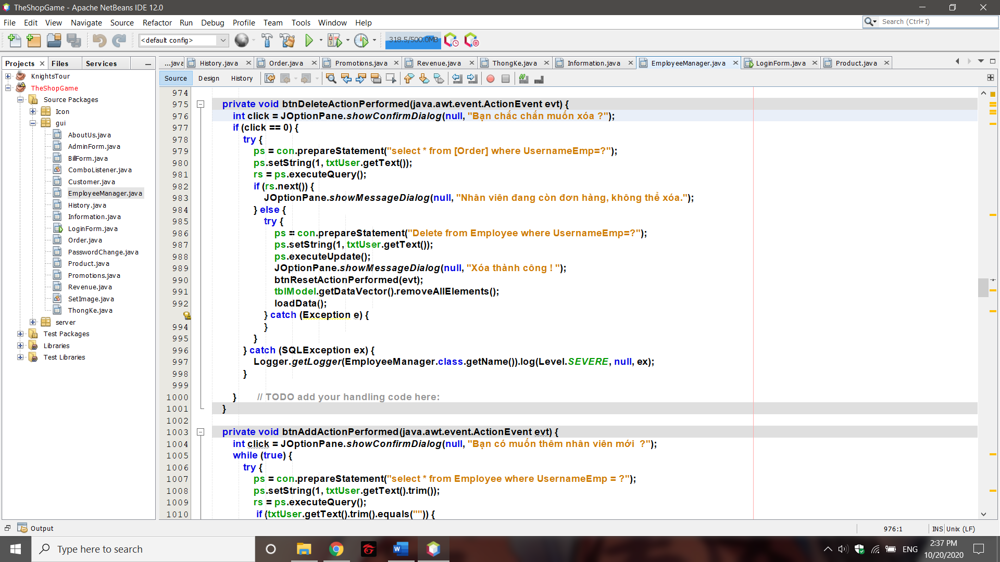 TheShopGame - Apache NetBeans IDE 12.0
File Edit View Navigate Source Refactor Run Debug Profile Team Tools Window Help
Search (Ctrl+I)
<default config>
318.5/500.0MB
Projects Files Services
...java History.java Order.java Promotions.java Revenue.java ThongKe.java Information.java EmployeeManager.java LoginForm.java Product.java
Source Design History
KnightsTour
TheShopGame
Source Packages
Icon
gui
AboutUs.java
AdminForm.java
BillForm.java
ComboListener.java
Customer.java
EmployeeManager.java
History.java
Information.java
LoginForm.java
Order.java
PasswordChange.java
Product.java
Promotions.java
Revenue.java
SetImage.java
ThongKe.java
server
Test Packages
Libraries
Test Libraries
974
975 private void btnDeleteActionPerformed(java.awt.event.ActionEvent evt) {
976 int click = JOptionPane.showConfirmDialog(null, "Bạn chắc chắn muốn xóa ?");
977 if (click == 0) {
978 try {
979 ps = con.prepareStatement("select * from [Order] where UsernameEmp=?");
980 ps.setString(1, txtUser.getText());
981 rs = ps.executeQuery();
982 if (rs.next()) {
983 JOptionPane.showMessageDialog(null, "Nhân viên đang còn đơn hàng, không thể xóa.");
984 } else {
985 try {
986 ps = con.prepareStatement("Delete from Employee where UsernameEmp=?");
987 ps.setString(1, txtUser.getText());
988 ps.executeUpdate();
989 JOptionPane.showMessageDialog(null, "Xóa thành công ! ");
990 btnResetActionPerformed(evt);
991 tblModel.getDataVector().removeAllElements();
992 loadData();
} catch (Exception e) {
994 }
995 }
996 } catch (SQLException ex) {
997 Logger.getLogger(EmployeeManager.class.getName()).log(Level.SEVERE, null, ex);
998 }
999
1000 } // TODO add your handling code here:
1001 }
1002
1003 private void btnAddActionPerformed(java.awt.event.ActionEvent evt) {
1004 int click = JOptionPane.showConfirmDialog(null, "Bạn có muốn thêm nhân viên mới  ?");
1005 while (true) {
1006 try {
1007 ps = con.prepareStatement("select * from Employee where UsernameEmp = ?");
1008 ps.setString(1, txtUser.getText().trim());
1009 rs = ps.executeQuery();
1010 if (txtUser.getText().trim().equals("")) {
Output
976:1 INS Unix (LF)
Type here to search
W
ENG
2:37 PM
10/20/2020